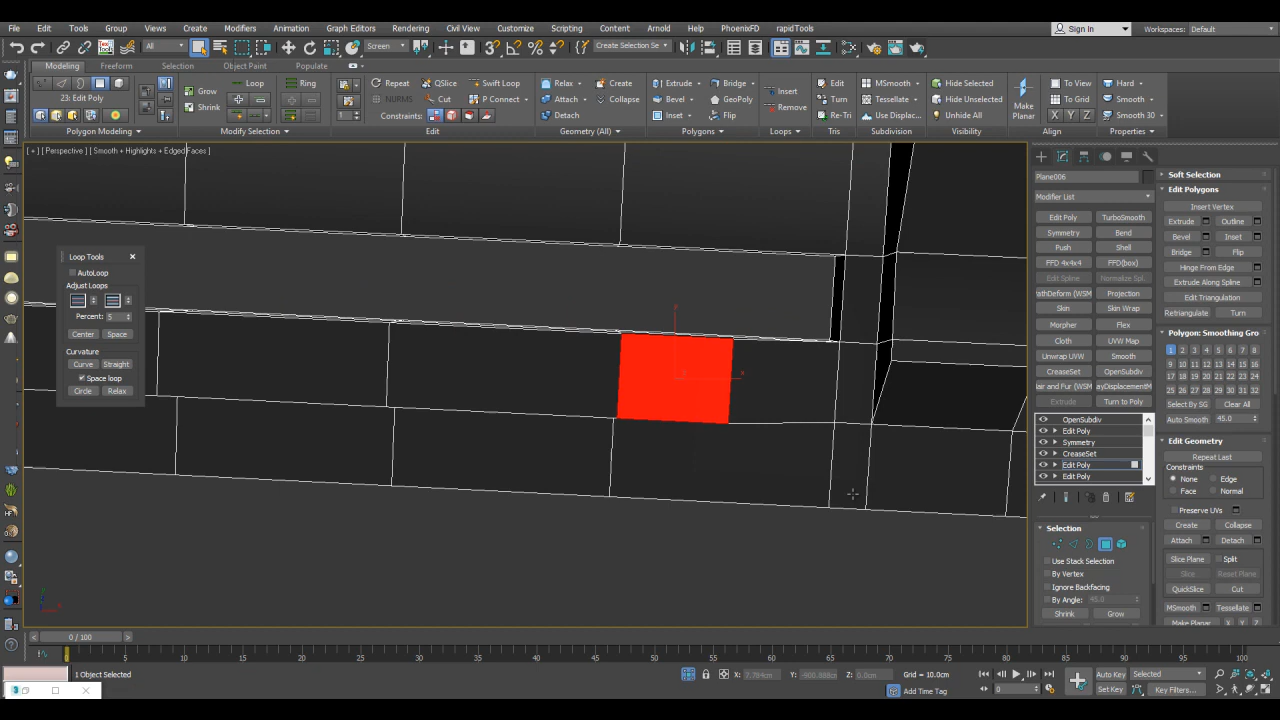 File Edit Tools Group Views Create Modifiers Animation Graph Editors Rendering Civil View Customize Scripting Content Arnold Help PhoenixFD rapidTools Sign In Workspaces: Default
All Screen Create Selection Se
Modeling Freeform Selection Object Paint Populate
Loop Ring Repeat QSlice Swift Loop Relax Create Extrude Bridge Insert Edit MSmooth Hide Selected To View Hard
23: Edit Poly Grow Shrink NURMS Cut P Connect Attach Collapse Bevel GeoPoly Remove Turn Tessellate Hide Unselected Make Planar To Grid Smooth
1 Constraints: Detach Inset Flip Re-Tri Use Displac... Unhide All X Y Z Smooth 30
Polygon Modeling Modify Selection Edit Geometry (All) Polygons Loops Tris Subdivision Visibility Align Properties
[ + ] [ Perspective ] [ Smooth + Highlights + Edged Faces ]
Loop Tools
AutoLoop
Adjust Loops
Percent: 5
Center Space
Curvature
Curve Straight
Space loop
Circle Relax
Plane006
Modifier List
Edit Poly TurboSmooth
Symmetry Bend
Push Shell
FFD 4x4x4 FFD(box)
Edit Spline Normalize Spl.
athDeform (WSM Projection
Skin Skin Wrap
Morpher Flex
Cloth UVW Map
Unwrap UVW Smooth
CreaseSet OpenSubdiv
lair and Fur (WSM ayDisplacementM
Extrude Turn to Poly
OpenSubdiv
Edit Poly
Symmetry
CreaseSet
Edit Poly
Edit Poly
Selection
Use Stack Selection
By Vertex
Ignore Backfacing
By Angle: 45.0
Shrink Grow
Soft Selection
Edit Polygons
Insert Vertex
Extrude Outline
Bevel Inset
Bridge Flip
Hinge From Edge
Extrude Along Spline
Edit Triangulation
Retriangulate Turn
Polygon: Smoothing Gro
1 2 3 4 5 6 7 8
9 10 11 12 13 14 15 16
17 18 19 20 21 22 23 24
25 26 27 28 29 30 31 32
Select By SG Clear All
Auto Smooth 45.0
Edit Geometry
Repeat Last
Constraints
None Edge
Face Normal
Preserve UVs
Create Collapse
Attach Detach
Slice Plane Split
Slice Reset Plane
QuickSlice Cut
MSmooth Tessellate
Make Planar X Y Z
0 / 100
0 5 10 15 20 25 30 35 40 45 50 55 60 65 70 75 80 85 90 95 100
1 Object Selected X: 7.784cm Y: -900.888cm Z: 0.0cm Grid = 10.0cm Auto Key Selected
Add Time Tag 0 Set Key Key Filters...